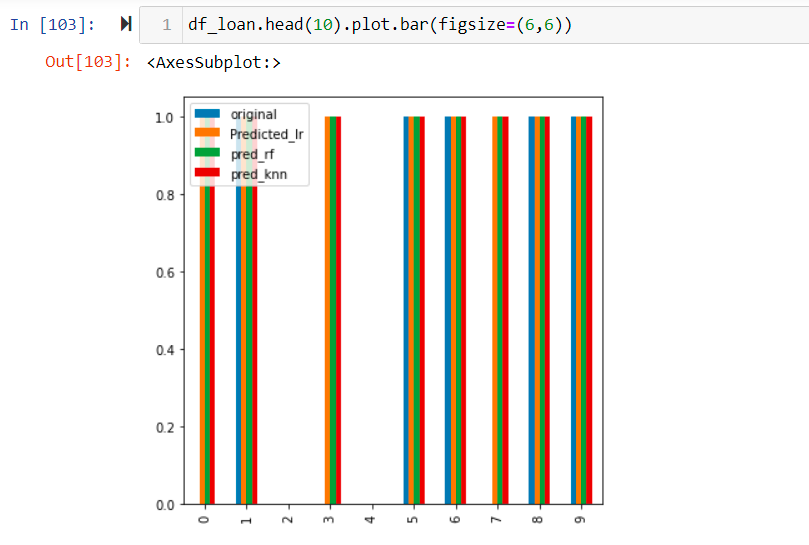 In [103]: 1 df_loan.head(10).plot.bar(figsize=(6,6))
Out[103]: <AxesSubplot:>
original
Predicted_lr
pred_rf
pred_knn
1.0
0.8
0.6
0.4
0.2
0.0
0 1 2 3 4 5 6 7 8 9